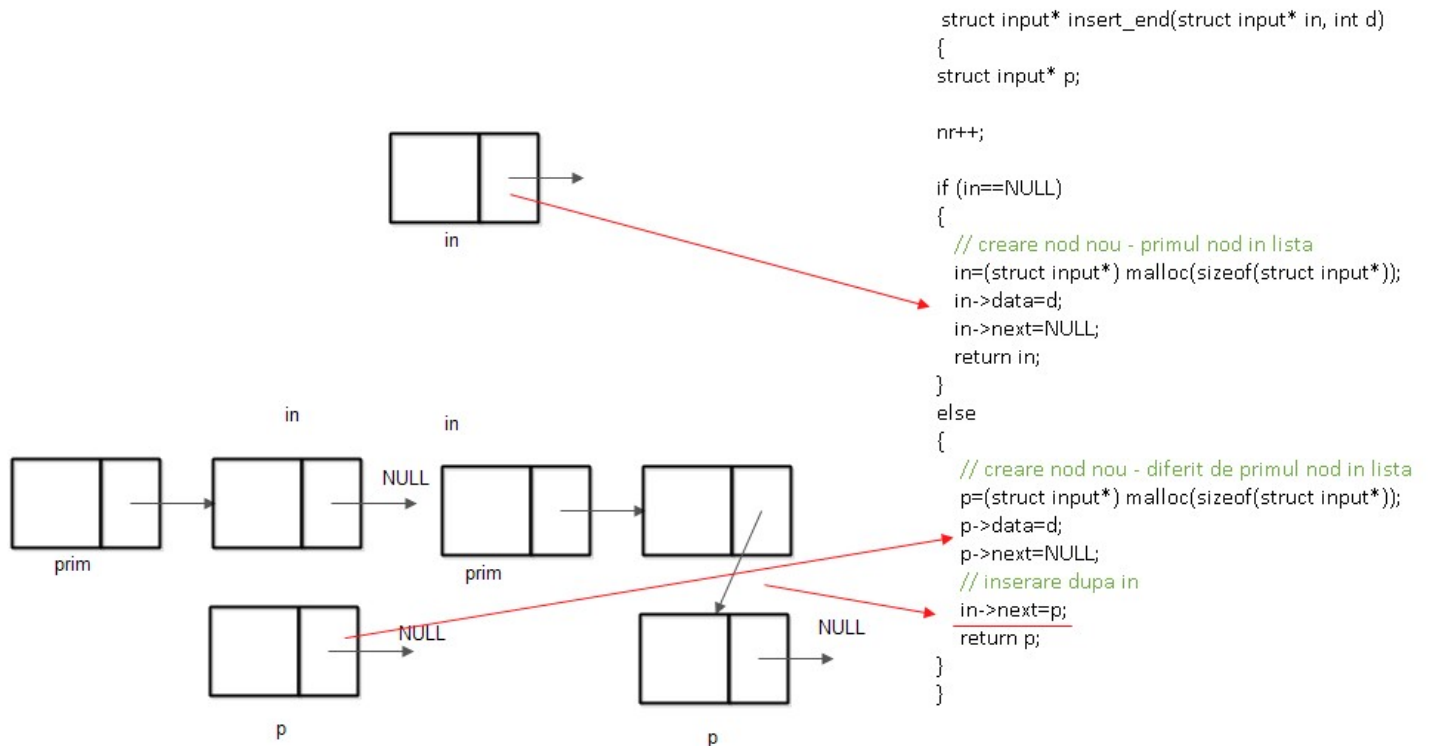 struct input* insert_end(struct input* in, int d)
{
struct input* p;
nr++;
if (in==NULL)
{
// creare nod nou - primul nod in lista
in=(struct input*) malloc(sizeof(struct input*));
in->data=d;
in->next=NULL;
return in;
}
else
{
// creare nod nou - diferit de primul nod in lista
p=(struct input*) malloc(sizeof(struct input*));
p->data=d;
p->next=NULL;
// inserare dupa in
in->next=p;
return p;
}
}
in
in
in
NULL
prim
prim
NULL
NULL
p
p